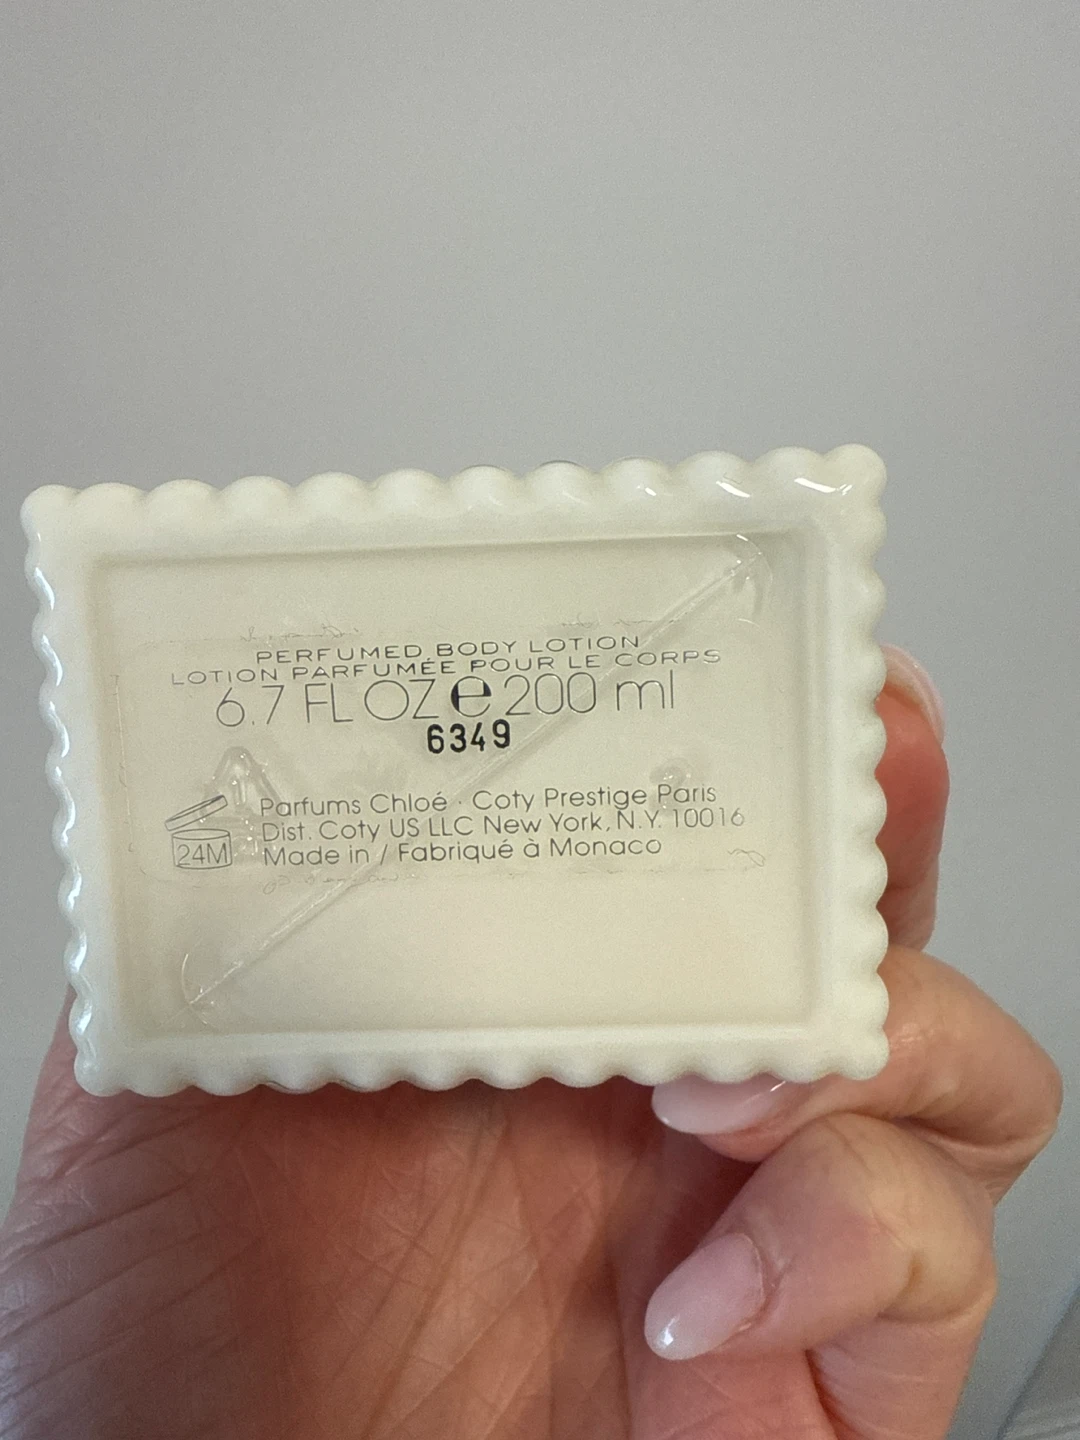 PERFUMED BODY LOTION
LOTION PARFUMÉE POUR LE CORPS
6.7 FL OZ e 200 ml
6349
Parfums Chloé · Coty Prestige Paris
Dist. Coty US LLC New York, N.Y. 10016
24M
Made in / Fabriqué à Monaco